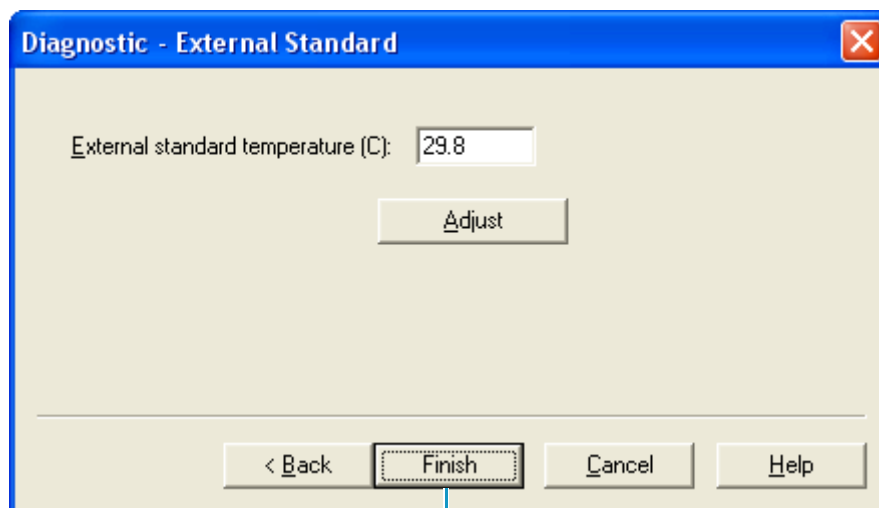 Diagnostic - External Standard
External standard temperature (C): 29.8
Adjust
< Back Finish Cancel Help